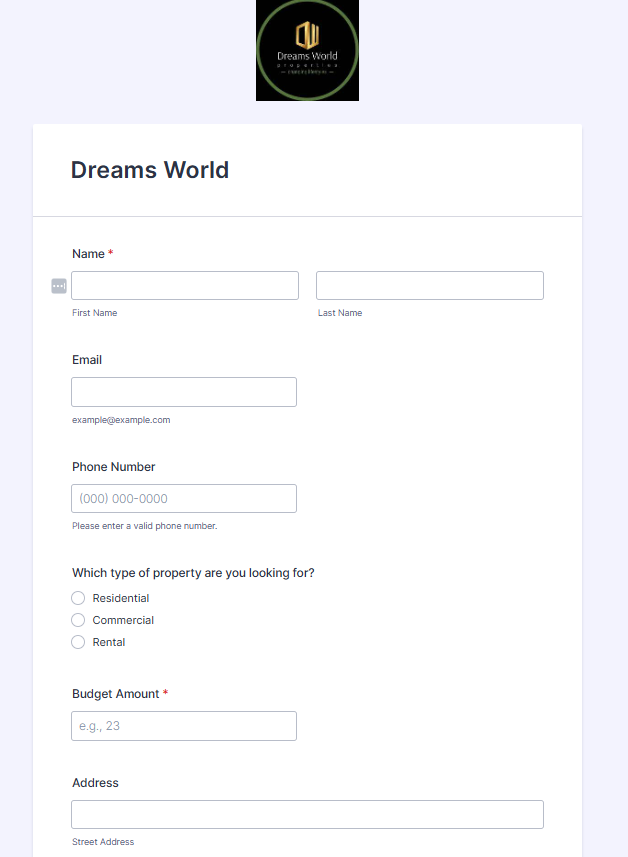 Dreams World
properties
Dreams World
Name *
First Name
Last Name
Email
example@example.com
Phone Number
(000) 000-0000
Please enter a valid phone number.
Which type of property are you looking for?
Residential
Commercial
Rental
Budget Amount *
e.g., 23
Address
Street Address